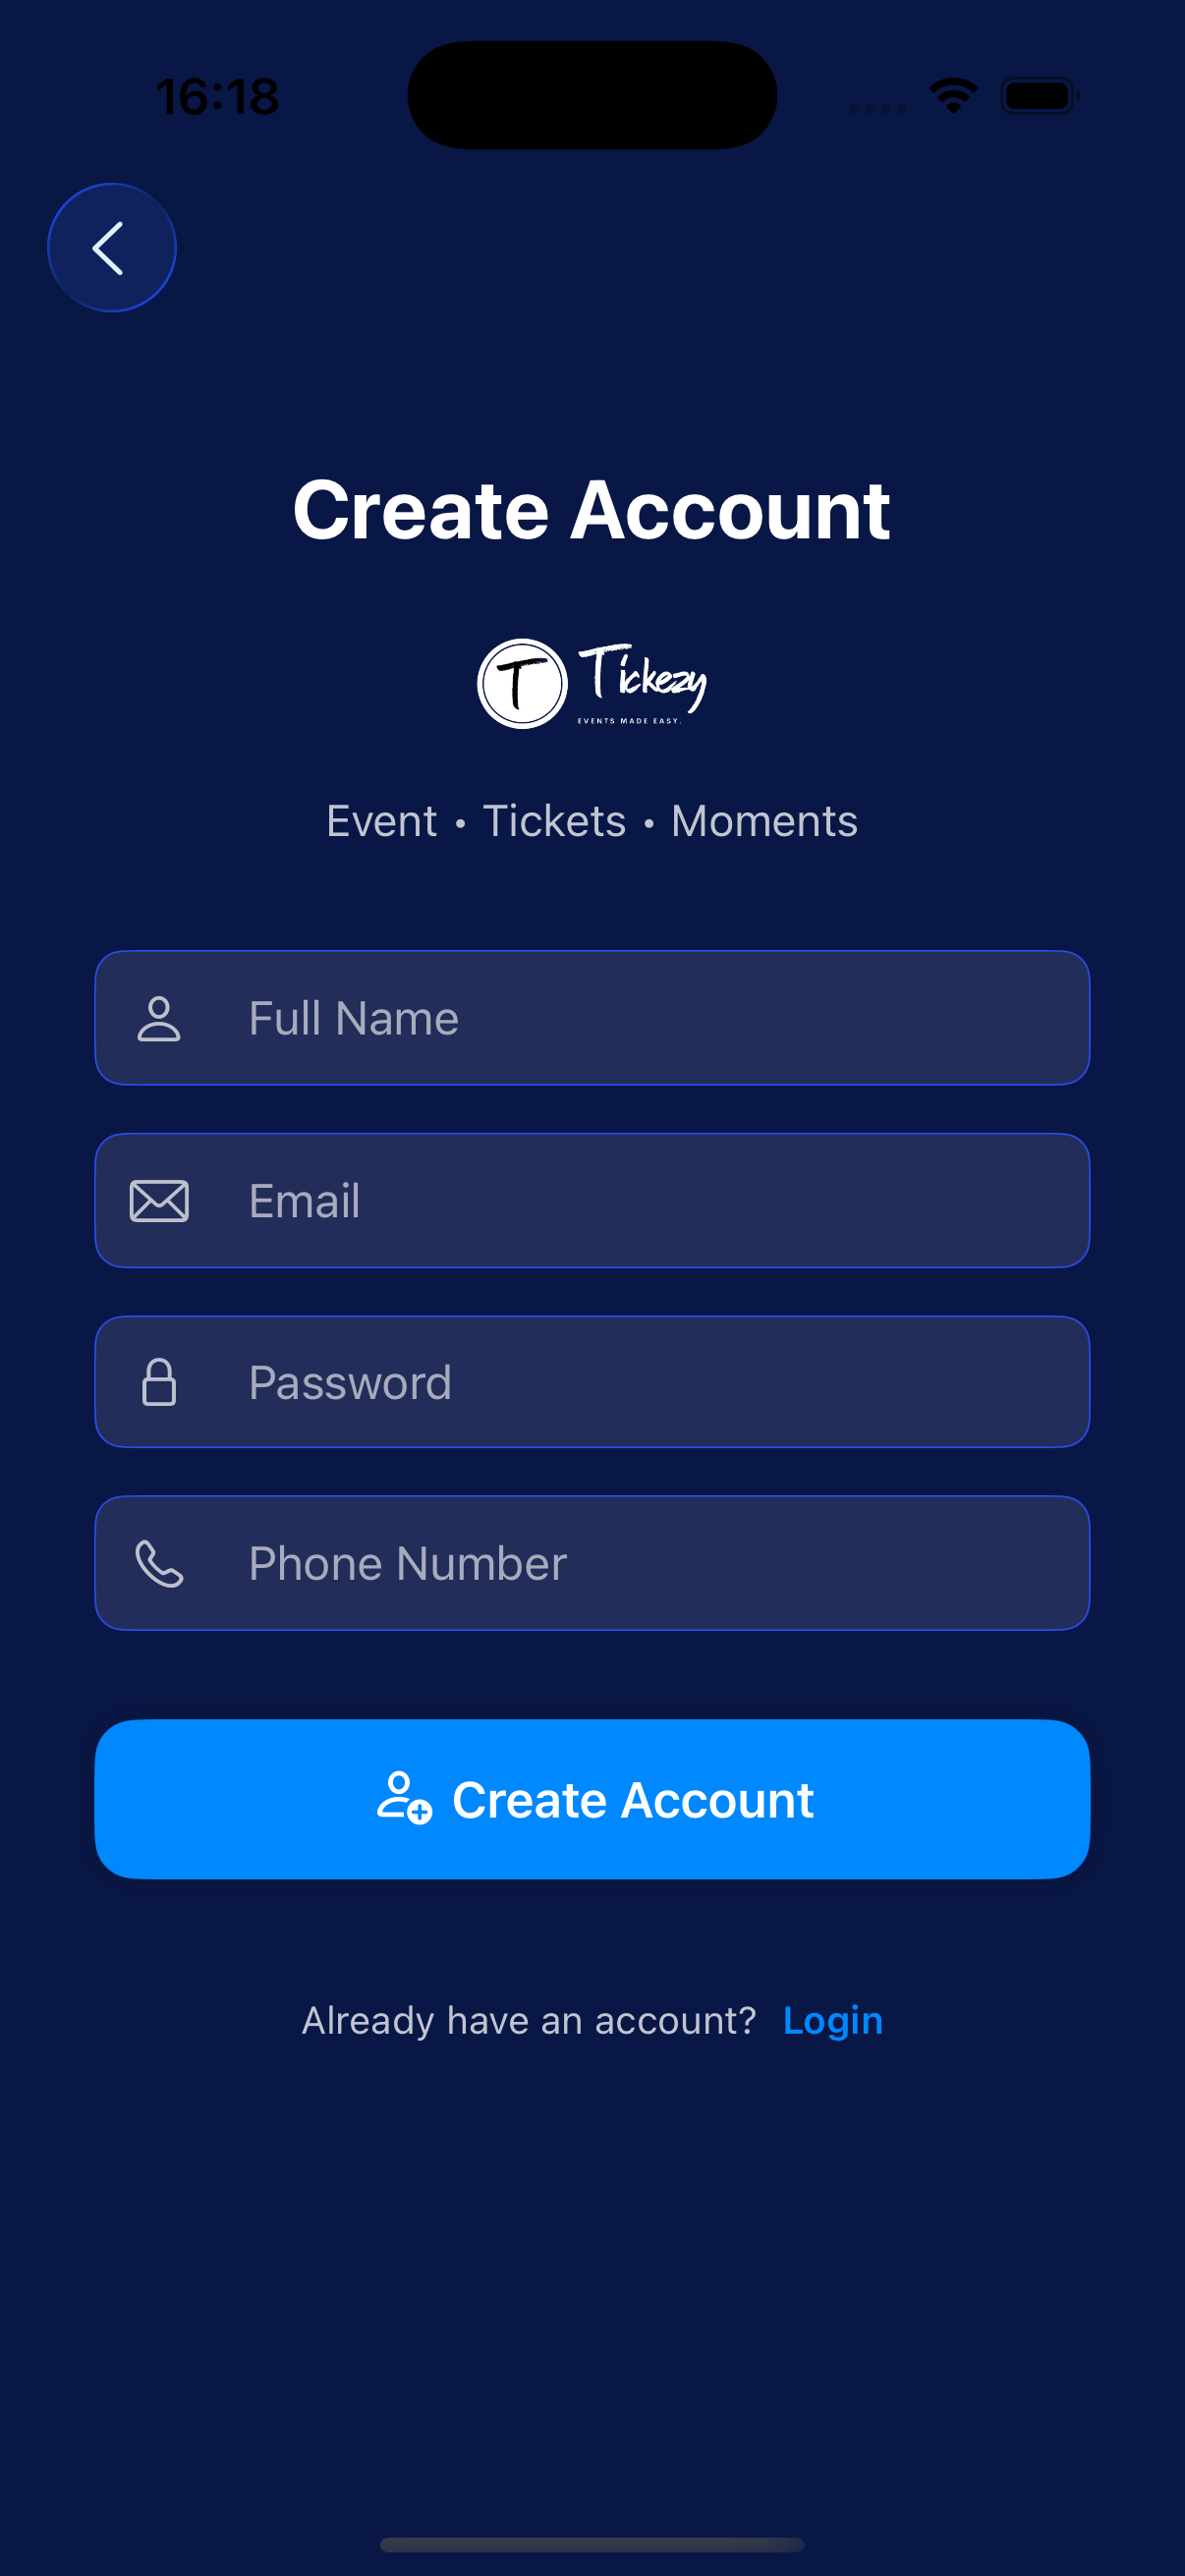 16:18
Create Account
T Tickezy
EVENTS MADE EASY.
Event • Tickets • Moments
Full Name
Email
Password
Phone Number
Create Account
Already have an account? Login